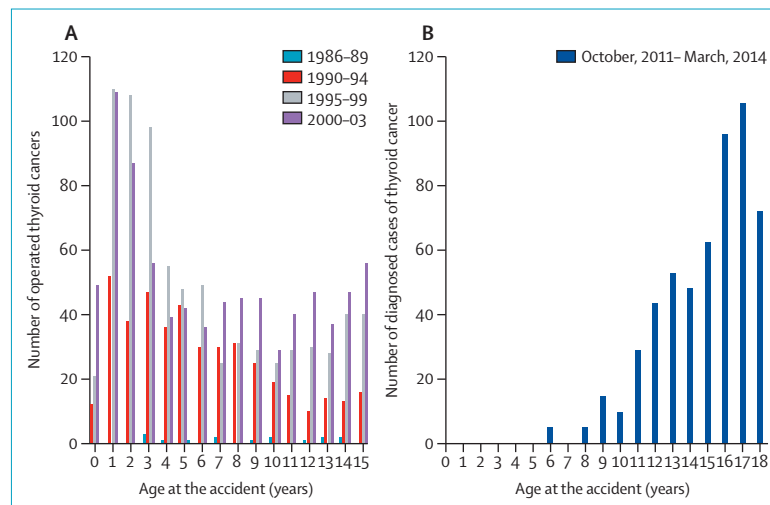 A
1986–89
1990–94
1995–99
2000–03
Number of operated thyroid cancers
120
100
80
60
40
20
0
0 1 2 3 4 5 6 7 8 9 10 11 12 13 14 15
Age at the accident (years)
B
October, 2011– March, 2014
Number of diagnosed cases of thyroid cancer
120
100
80
60
40
20
0
0 1 2 3 4 5 6 7 8 9 10 11 12 13 14 15 16 17 18
Age at the accident (years)